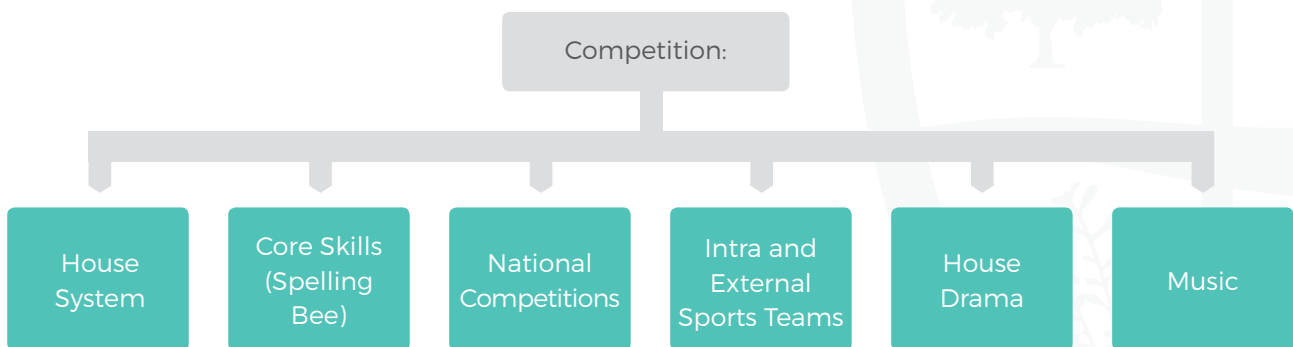 Competition:
House
System
Core Skills
(Spelling
Bee)
National
Competitions
Intra and
External
Sports Teams
House
Drama
Music